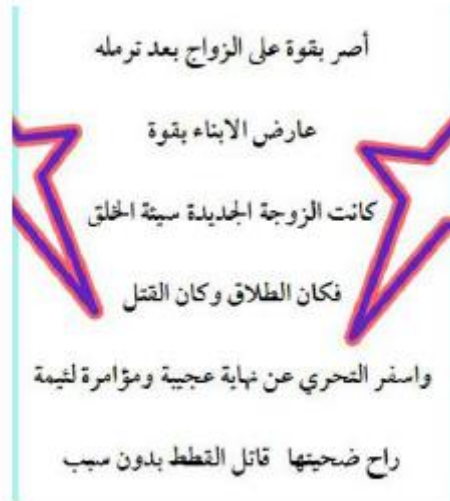 أصر بقوة على الزواج بعد ترمله
عارض الابناء بقوة
كانت الزوجة الجديدة سيئة الخلق
فكان الطلاق وكان القتل
واسفر التحري عن نهاية عجيبة ومؤامرة لئيمة
راح ضحيتها قاتل القطط بدون سبب